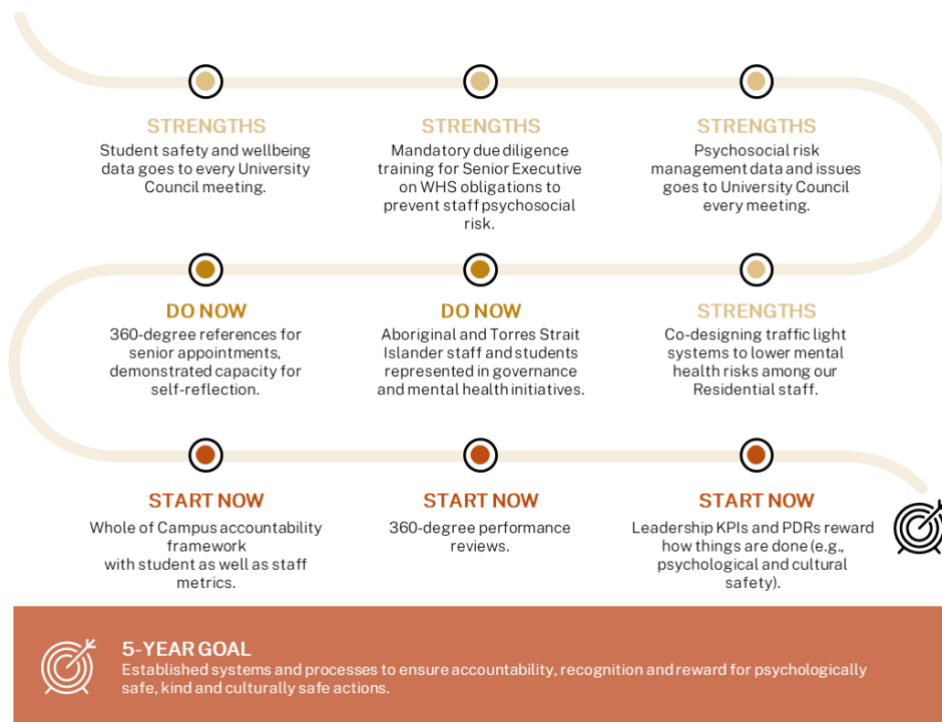 STRENGTHS
Student safety and wellbeing
data goes to every University
Council meeting.
STRENGTHS
Mandatory due diligence
training for Senior Executive
on WHS obligations to
prevent staff psychosocial
risk.
STRENGTHS
Psychosocial risk
management data and issues
goes to University Council
every meeting.
DO NOW
360-degree references for
senior appointments,
demonstrated capacity for
self-reflection.
DO NOW
Aboriginal and Torres Strait
Islander staff and students
represented in governance
and mental health initiatives.
STRENGTHS
Co-designing traffic light
systems to lower mental
health risks among our
Residential staff.
START NOW
Whole of Campus accountability
framework
with student as well as staff
metrics.
START NOW
360-degree performance
reviews.
START NOW
Leadership KPIs and PDRs reward
how things are done (e.g.,
psychological and cultural
safety).
5-YEAR GOAL
Established systems and processes to ensure accountability, recognition and reward for psychologically
safe, kind and culturally safe actions.